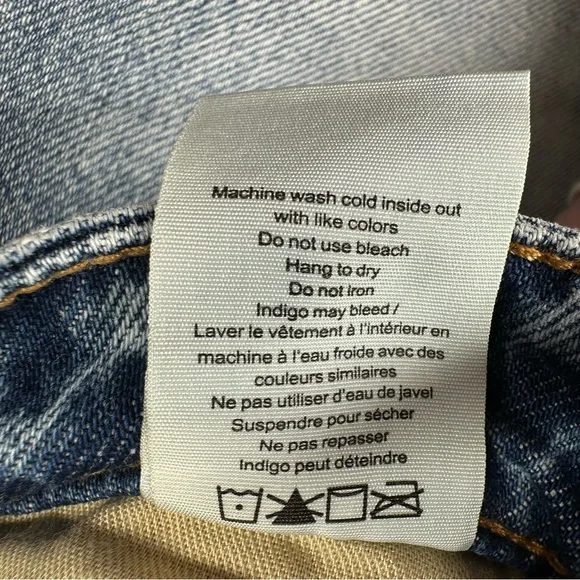 Machine wash cold inside out
with like colors
Do not use bleach
Hang to dry
Do not iron
Indigo may bleed /
Laver le vêtement à l'intérieur en
machine à l'eau froide avec des
couleurs similaires
Ne pas utiliser d'eau de javel
Suspendre pour sécher
Ne pas repasser
Indigo peut déteindre